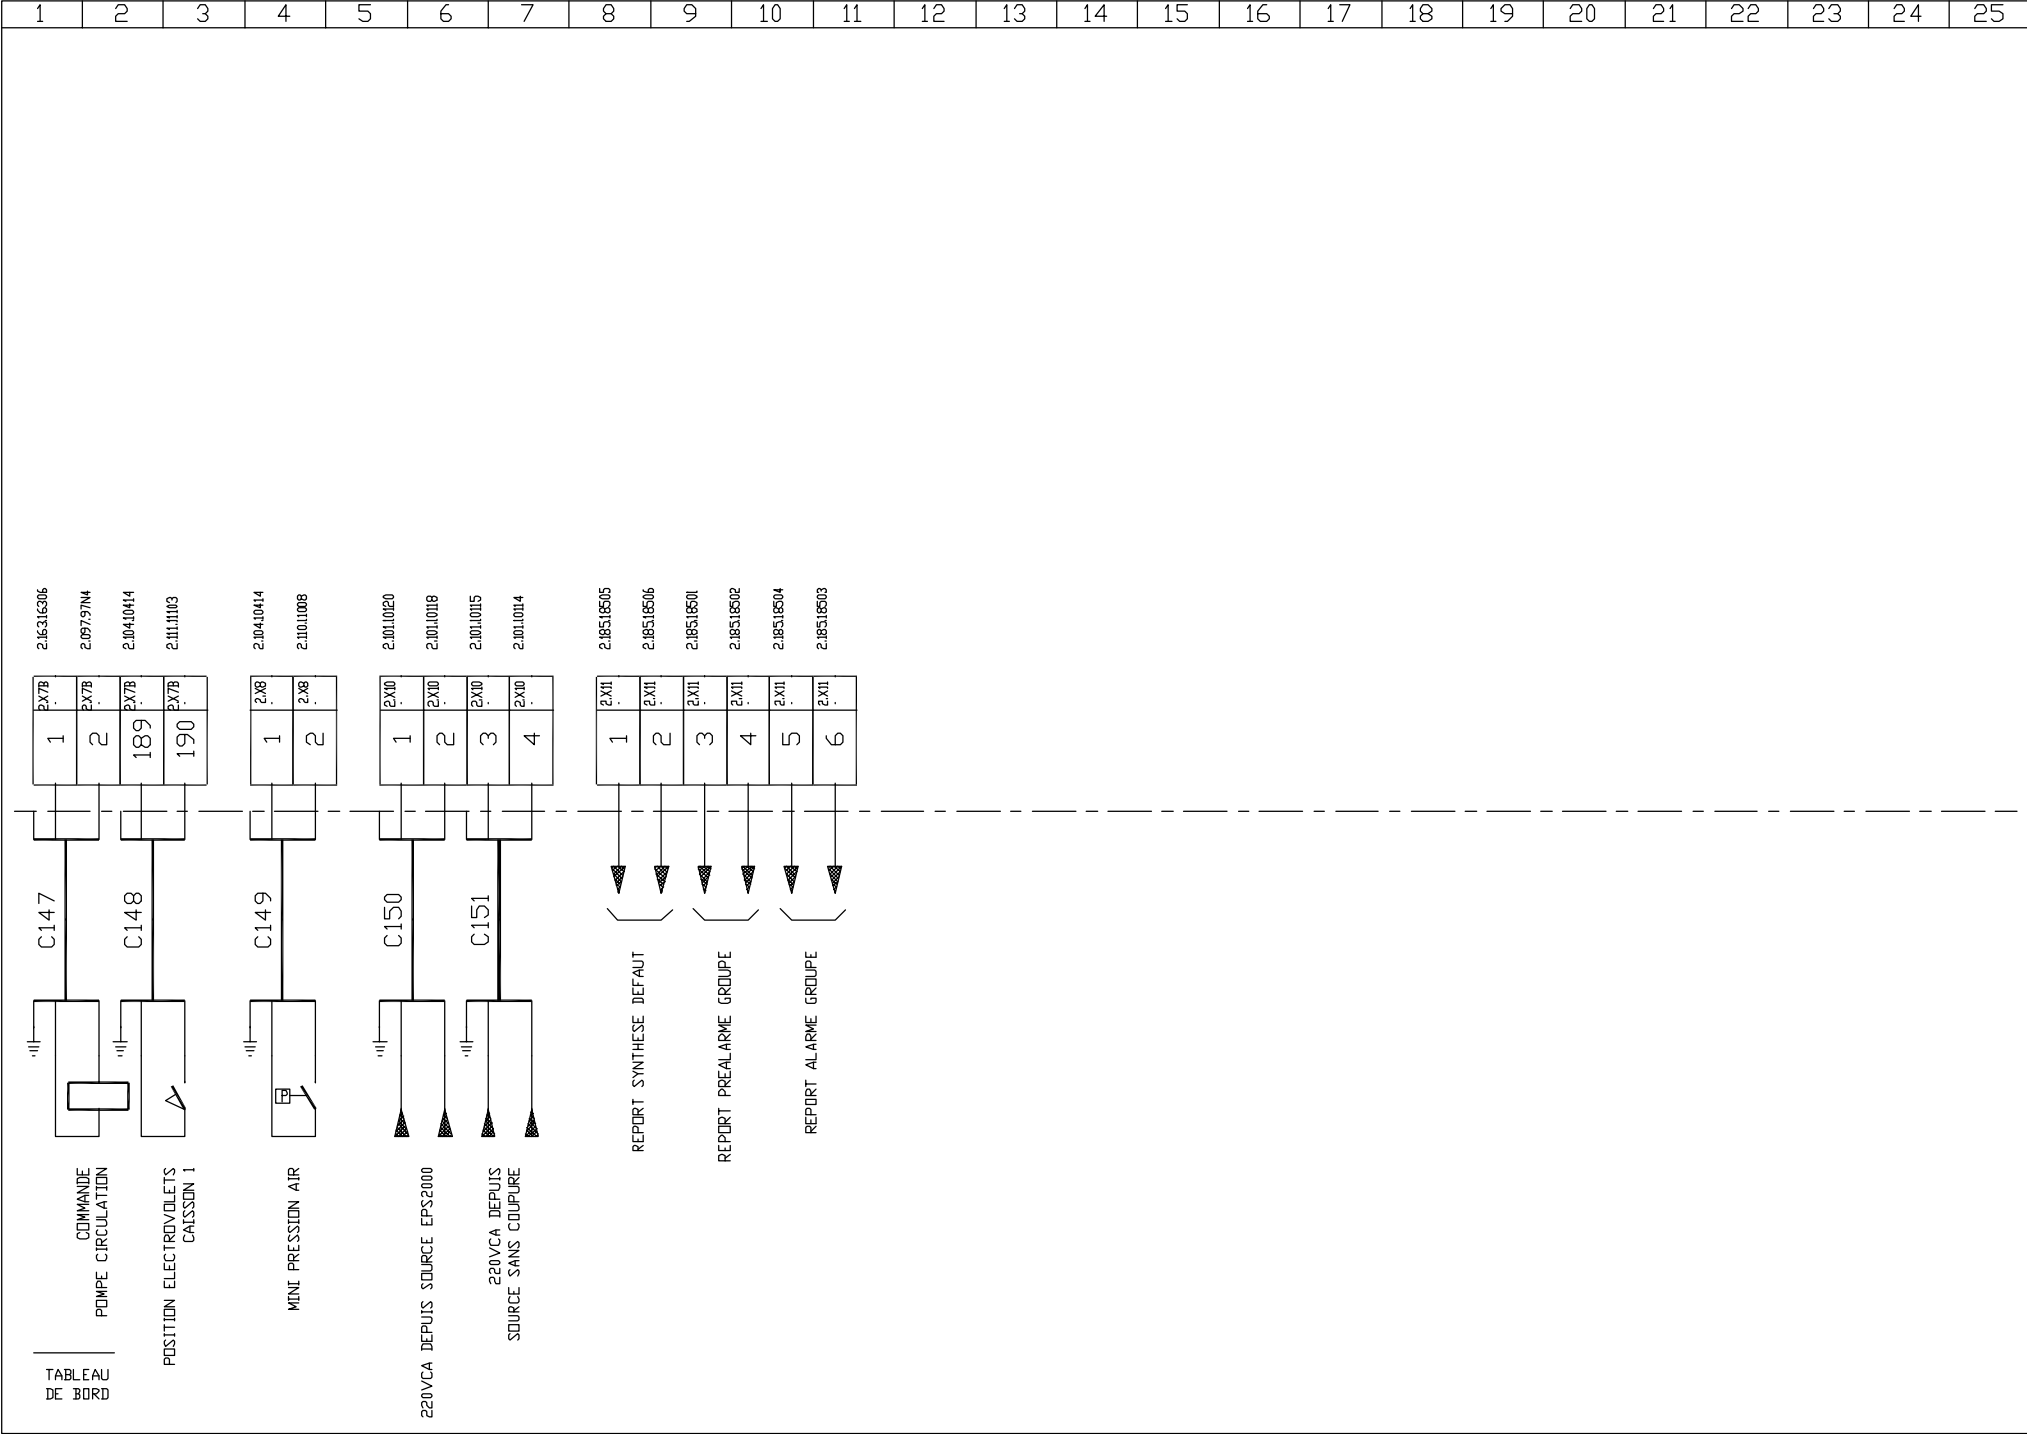 1 2 3 4 5 6 7 8 9 10 11 12 13 14 15 16 17 18 19 20 21 22 23 24 25
2.163.16306
2.097.97N4
2.104.10414
2.111.11103
2.104.10414
2.110.11008
2.101.10120
2.101.10118
2.101.10115
2.101.10114
2.185.18505
2.185.18506
2.185.18501
2.185.18502
2.185.18504
2.185.18503
2.X7B 2.X7B 2.X7B 2.X7B
2.X8 2.X8
2.X10 2.X10 2.X10 2.X10
2.X11 2.X11 2.X11 2.X11 2.X11 2.X11
1 2 189 190
1 2
1 2 3 4
1 2 3 4 5 6
C147
C148
C149
C150
C151
P
COMMANDE
POMPE CIRCULATION
POSITION ELECTROVOLETS
CAISSON 1
MINI PRESSION AIR
220VCA DEPUIS SOURCE EPS2000
220VCA DEPUIS
SOURCE SANS COUPURE
REPORT SYNTHESE DEFAUT
REPORT PREALARME GROUPE
REPORT ALARME GROUPE
TABLEAU
DE BORD